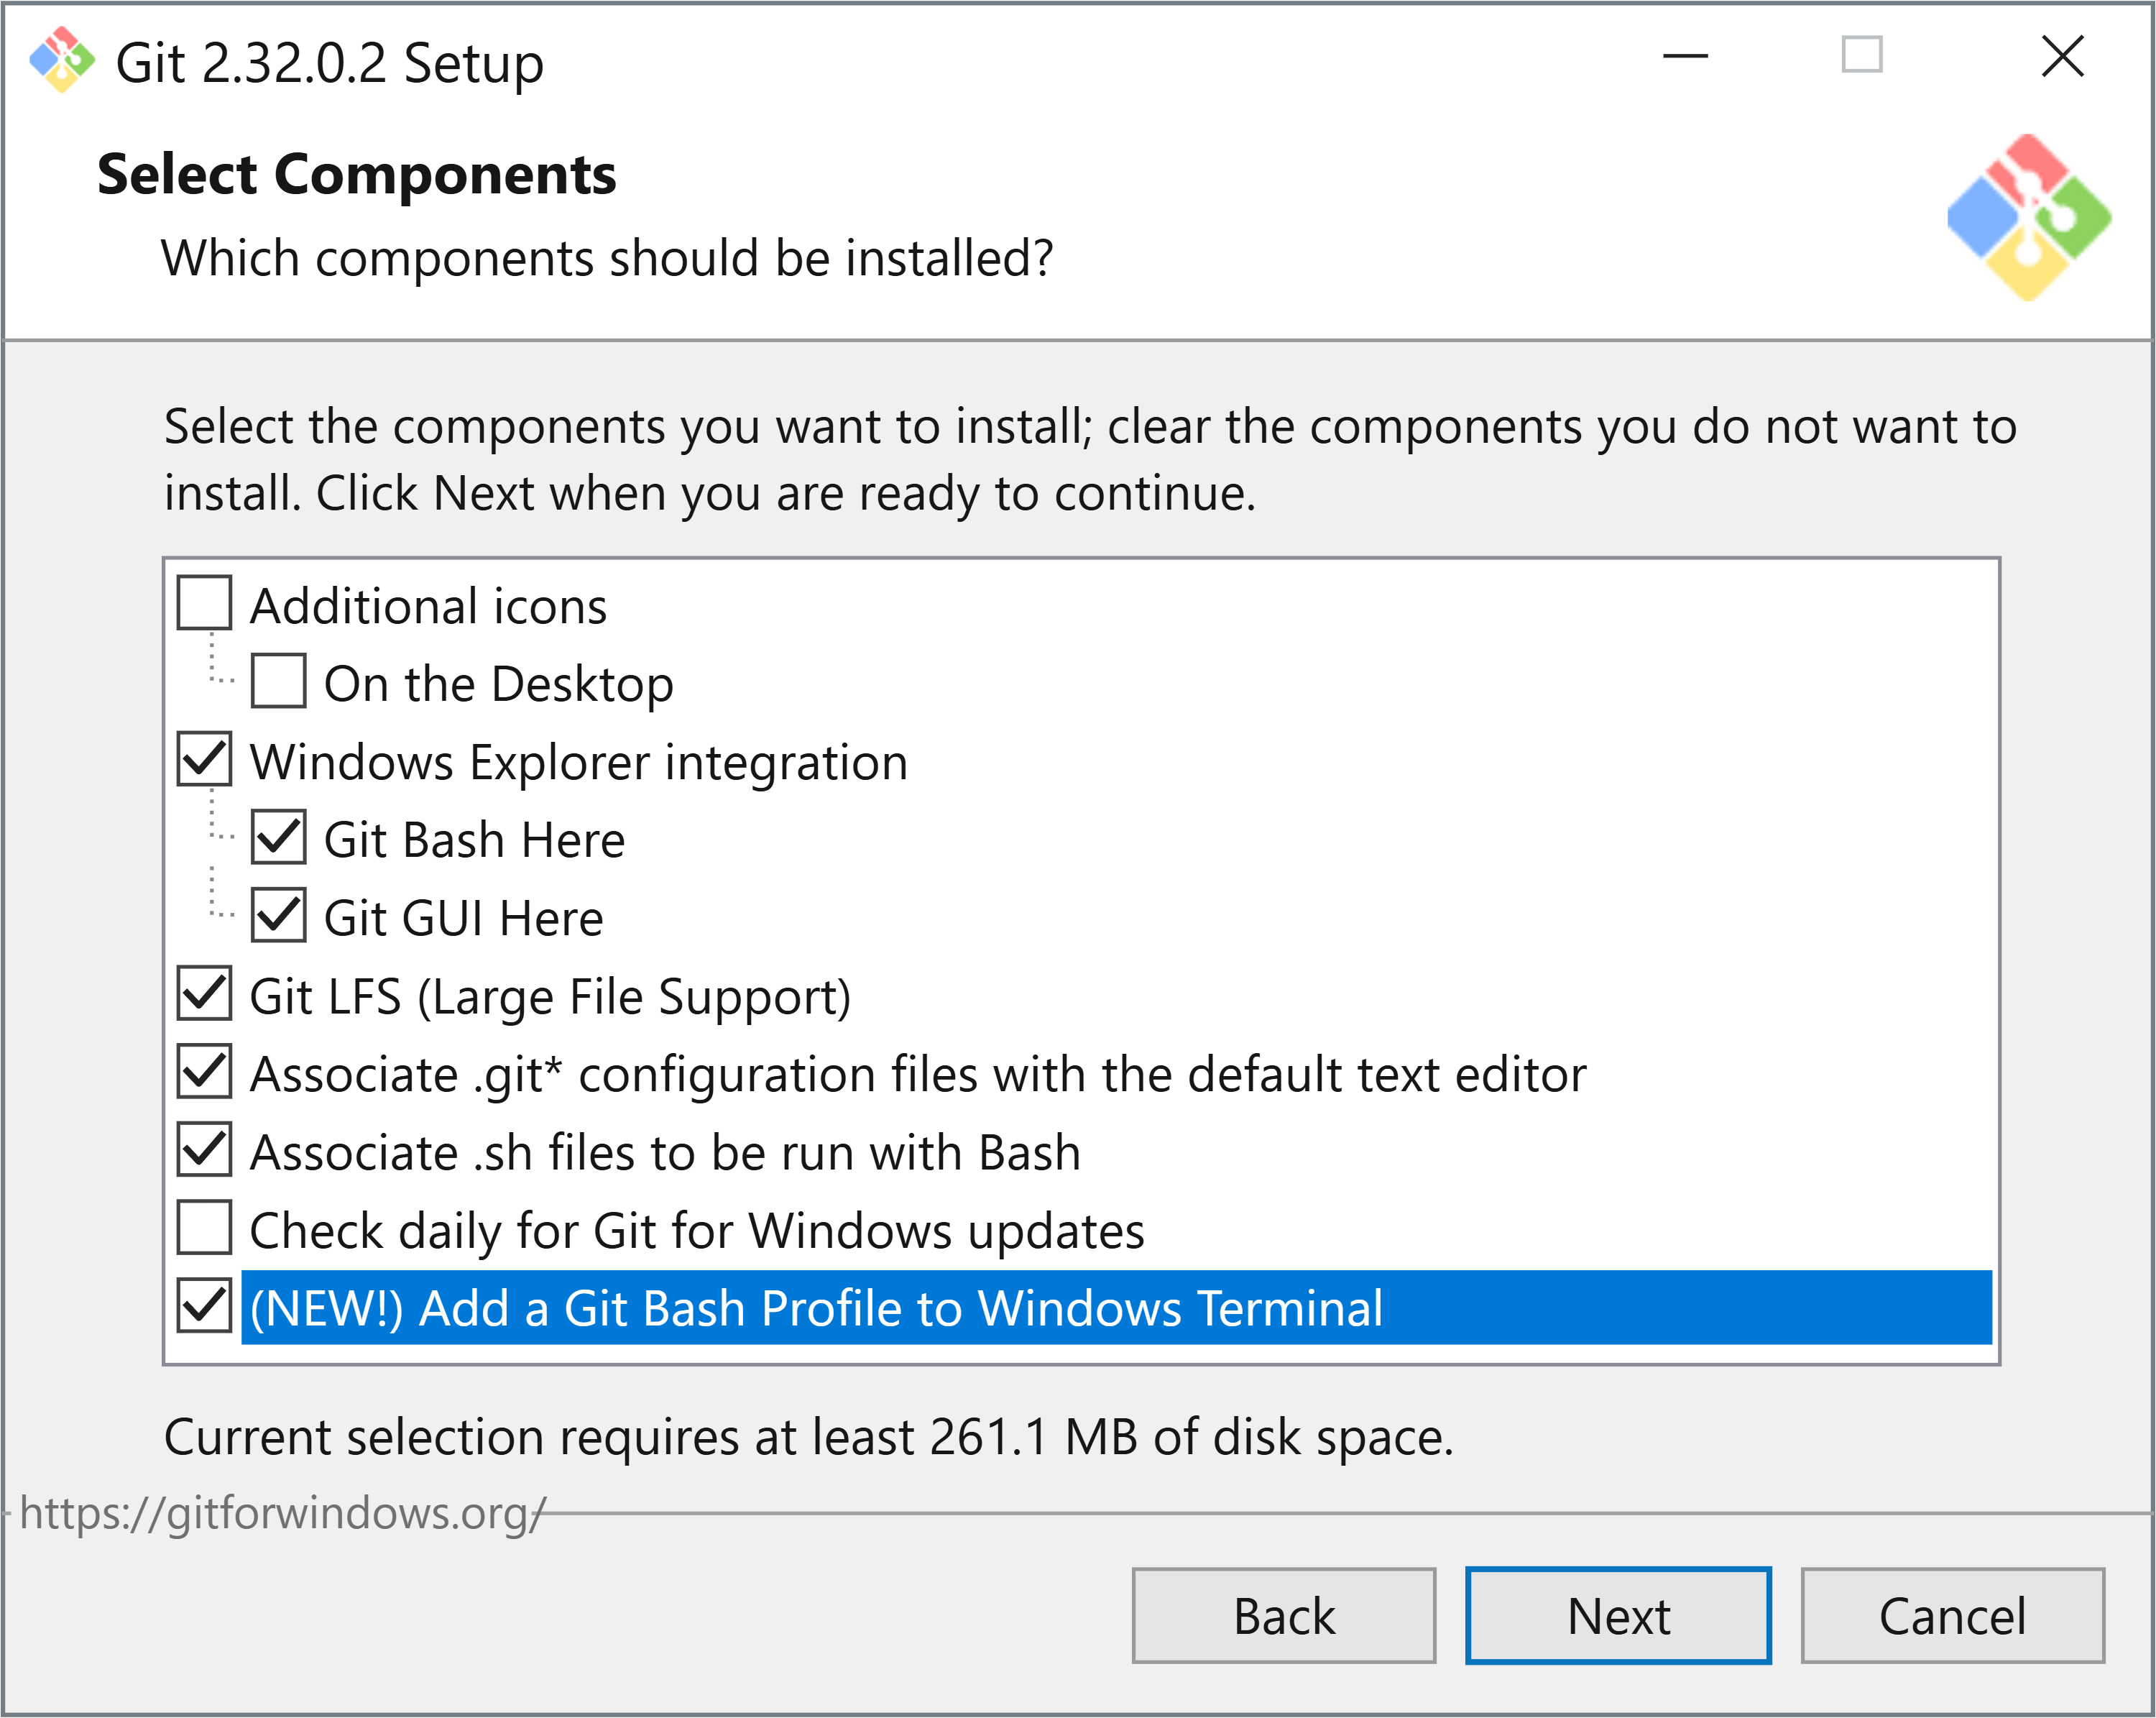 Git 2.32.0.2 Setup
Select Components
Which components should be installed?
Select the components you want to install; clear the components you do not want to
install. Click Next when you are ready to continue.
Additional icons
On the Desktop
Windows Explorer integration
Git Bash Here
Git GUI Here
Git LFS (Large File Support)
Associate .git* configuration files with the default text editor
Associate .sh files to be run with Bash
Check daily for Git for Windows updates
(NEW!) Add a Git Bash Profile to Windows Terminal
Current selection requires at least 261.1 MB of disk space.
https://gitforwindows.org/
Back Next Cancel